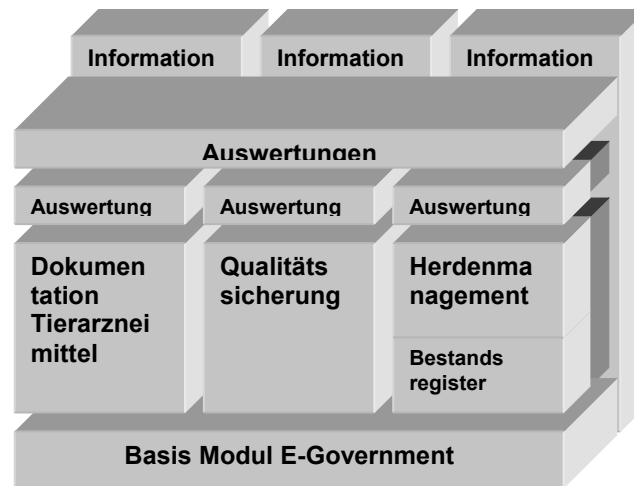 Information Information Information
Auswertungen
Auswertung Auswertung Auswertung
Dokumen
tation
Tierarznei
mittel
Qualitäts
sicherung
Herdenma
nagement
Bestands
register
Basis Modul E-Government